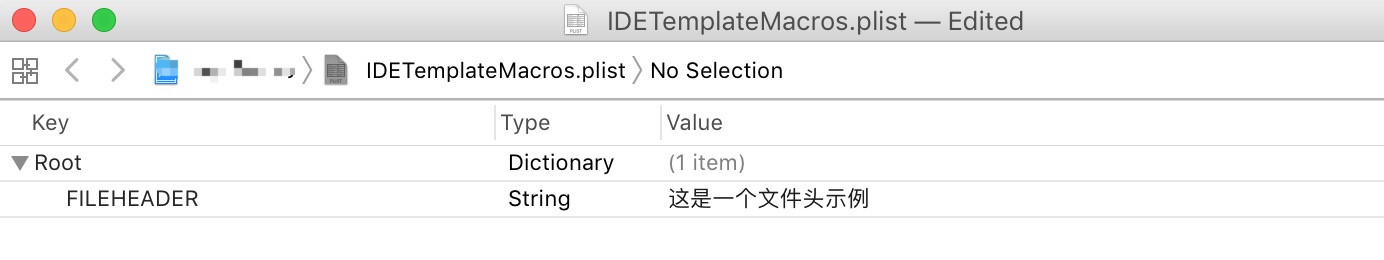 IDETemplateMacros.plist — Edited
IDETemplateMacros.plist No Selection
Key Type Value
Root Dictionary (1 item)
FILEHEADER String 这是一个文件头示例